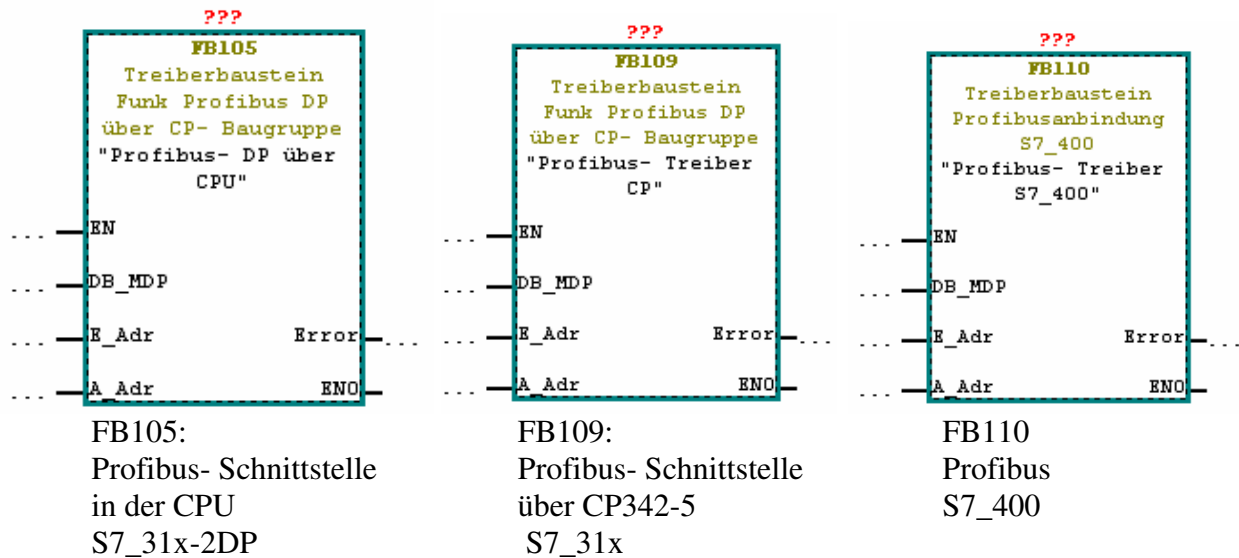 ???
FB105
Treiberbaustein
Funk Profibus DP
über CP- Baugruppe
"Profibus- DP über
CPU"
... EN
... DB_MDP
... E_Adr Error ...
... A_Adr ENO
FB105:
Profibus- Schnittstelle
in der CPU
S7_31x-2DP
???
FB109
Treiberbaustein
Funk Profibus DP
über CP- Baugruppe
"Profibus- Treiber
CP"
... EN
... DB_MDP
... E_Adr Error ...
... A_Adr ENO
FB109:
Profibus- Schnittstelle
über CP342-5
S7_31x
???
FB110
Treiberbaustein
Profibusanbindung
S7_400
"Profibus- Treiber
S7_400"
... EN
... DB_MDP
... E_Adr Error ...
... A_Adr ENO
FB110
Profibus
S7_400